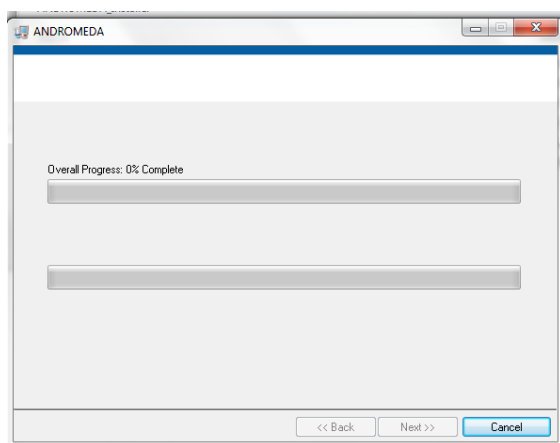 ANDROMEDA
Overall Progress: 0% Complete
<< Back
Next >>
Cancel